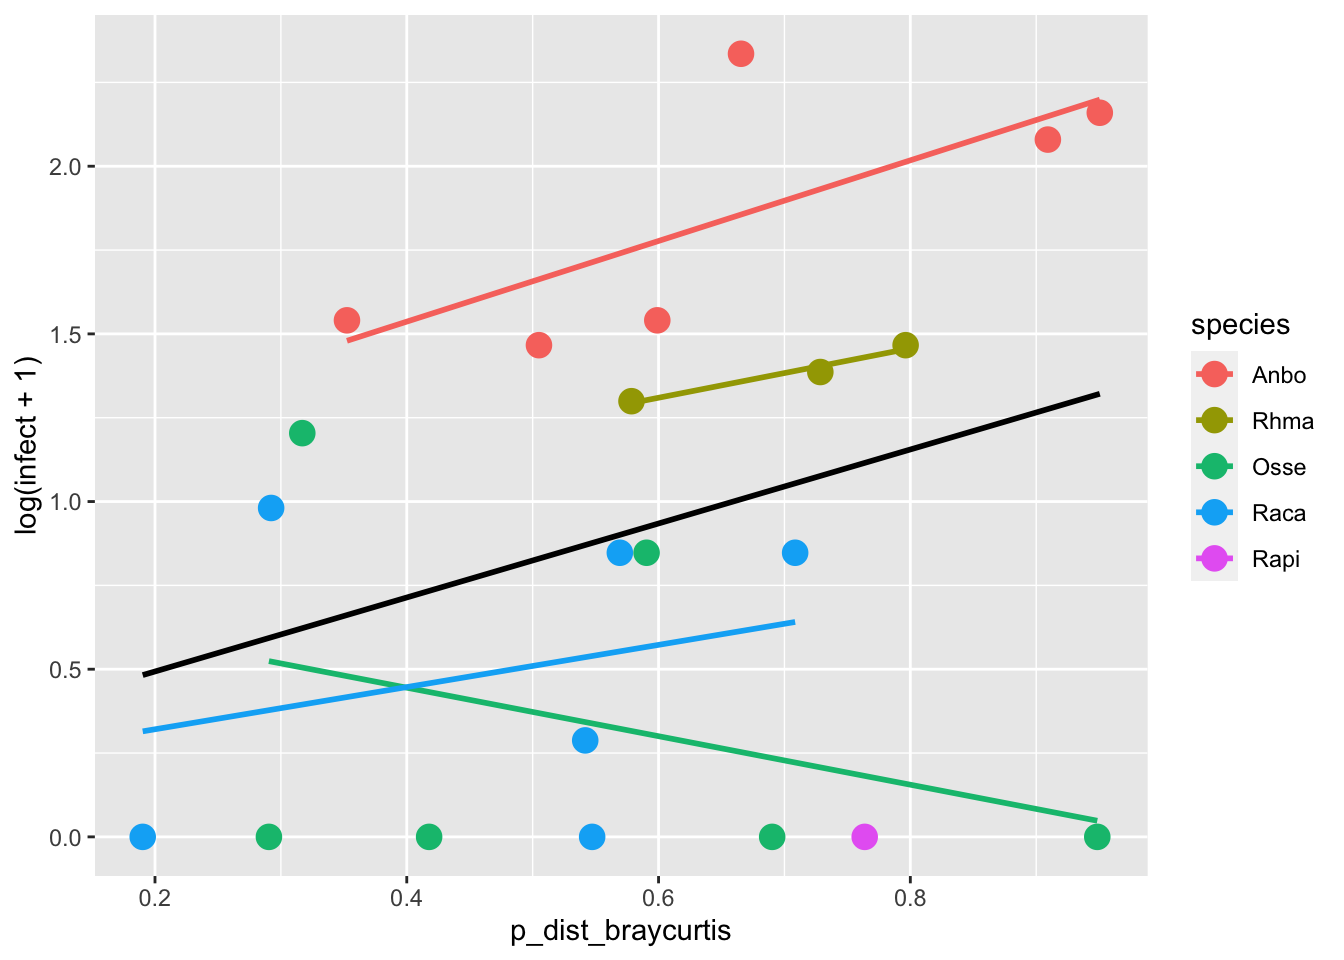 log(infect + 1)
2.0
1.5
1.0
0.5
0.0
0.2 0.4 0.6 0.8
p_dist_braycurtis
species
Anbo
Rhma
Osse
Raca
Rapi